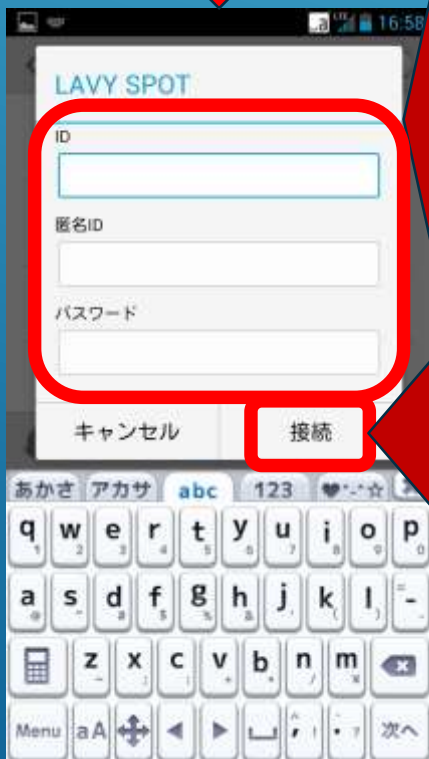 16:58
LAVY SPOT
ID
匿名ID
パスワード
キャンセル 接続
あかさ アカサ abc 123
q w e r t y u i o p
a s d f g h j k l -
z x c v b n m
Menu aA 次へ